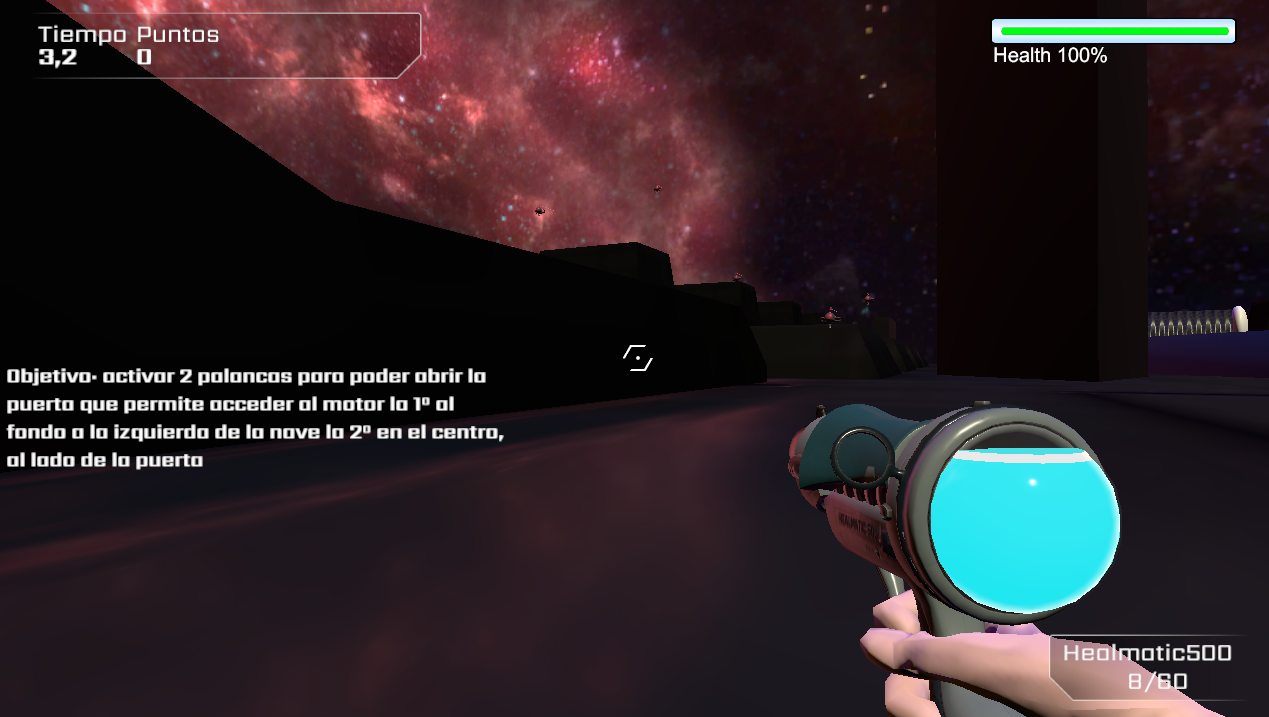 Tiempo Puntos
3,2 0
Health 100%
Objetivo: activar 2 palancas para poder abrir la
puerta que permite acceder al motor la 1º al
fondo a la izquierda de la nave la 2º en el centro,
al lado de la puerta
HEALMATIC 500
Healmatic500
8/60